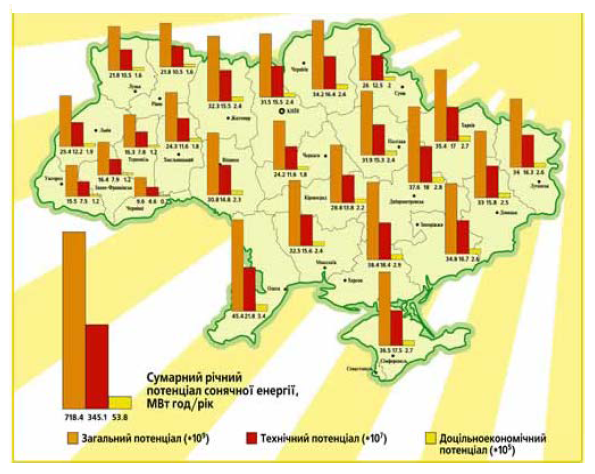 21.8 10.5 1.6
21.8 10.5 1.6
Луцьк
Рівне
32.3 15.5 2.4
Житомир
31.5 15.5 2.4
КИЇВ
Чернігів
34.2 16.4 2.6
26 12.5 2
Суми
25.4 12.2 1.9
Львів
16.3 7.8 1.2
Тернопіль
24.3 11.6 1.8
Хмельницький
30.8 14.8 2.3
Вінниця
24.2 11.6 1.8
Черкаси
31.9 15.3 2.4
Полтава
35.4 17 2.7
Харків
34 16.3 2.6
Луганськ
Ужгород
15.5 7.5 1.2
16.4 7.9 1.2
Івано-Франківськ
9.6 4.6
Чернівці
28.8 13.8 2.2
Кіровоград
37.6 18 2.8
Дніпропетровськ
33 15.8 2.5
Донецьк
32.5 15.6 2.4
Миколаїв
38.4 18.4 2.9
Херсон
Запоріжжя
34.8 16.7 2.6
45.4 21.8 3.4
Одеса
36.5 17.5 2.7
Сімферополь
Севастополь
718.4 345.1 53.8
Сумарний річний
потенціал сонячної енергії,
МВт год/рік
Загальний потенціал (•10⁹)
Технічний потенціал (•10⁷)
Доцільноекономічний
потенціал (•10⁵)